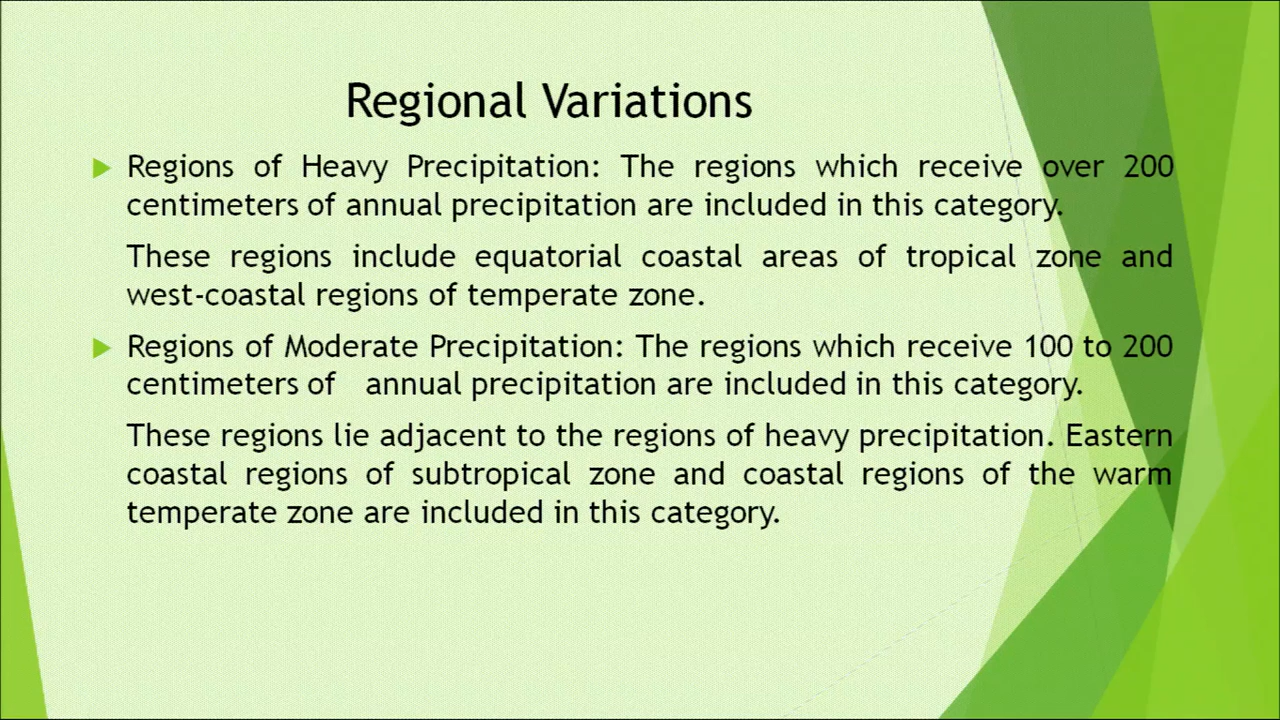 Regional Variations
Regions of Heavy Precipitation: The regions which receive over 200
centimeters of annual precipitation are included in this category.
These regions include equatorial coastal areas of tropical zone and
west-coastal regions of temperate zone.
Regions of Moderate Precipitation: The regions which receive 100 to 200
centimeters of annual precipitation are included in this category.
These regions lie adjacent to the regions of heavy precipitation. Eastern
coastal regions of subtropical zone and coastal regions of the warm
temperate zone are included in this category.